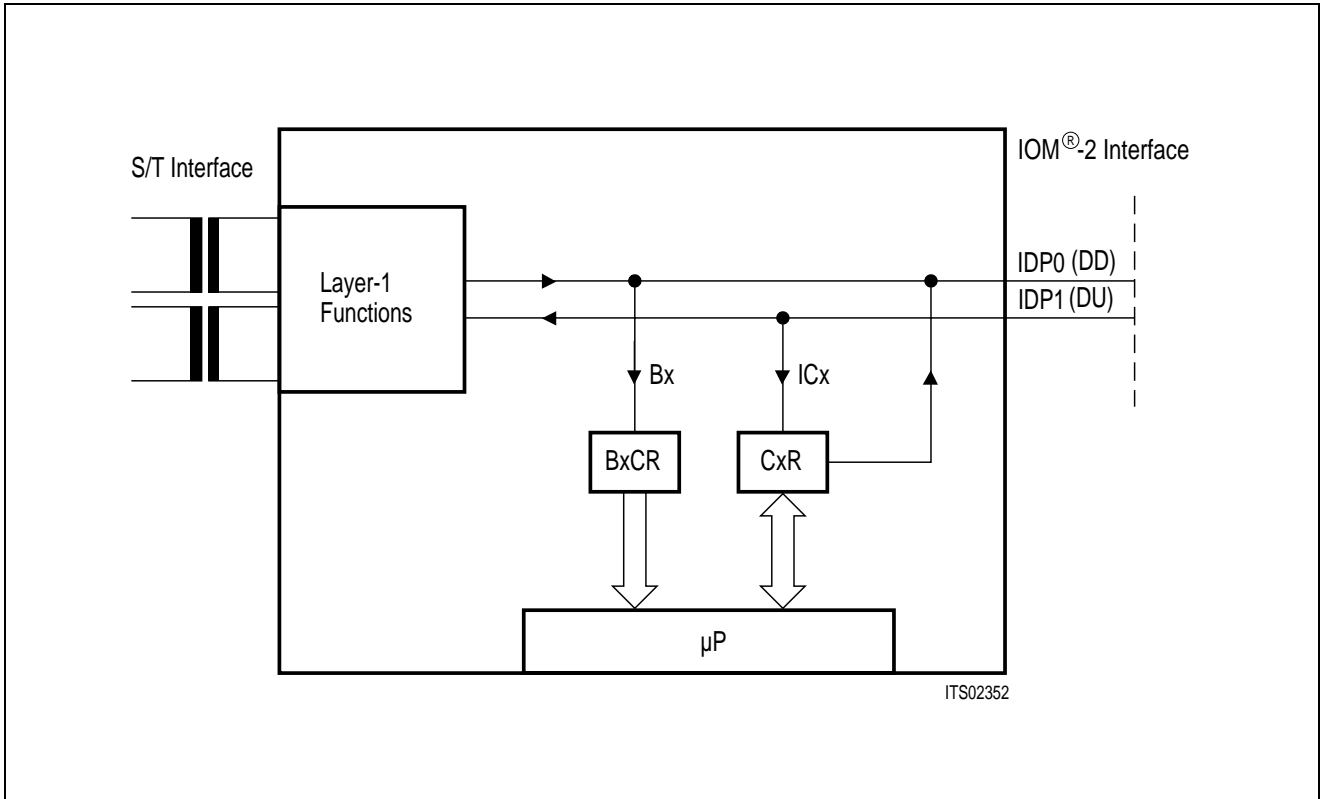 S/T Interface
IOM®-2 Interface
Layer-1
Functions
IDP0 (DD)
IDP1 (DU)
Bx
ICx
BxCR
CxR
µP
ITS02352